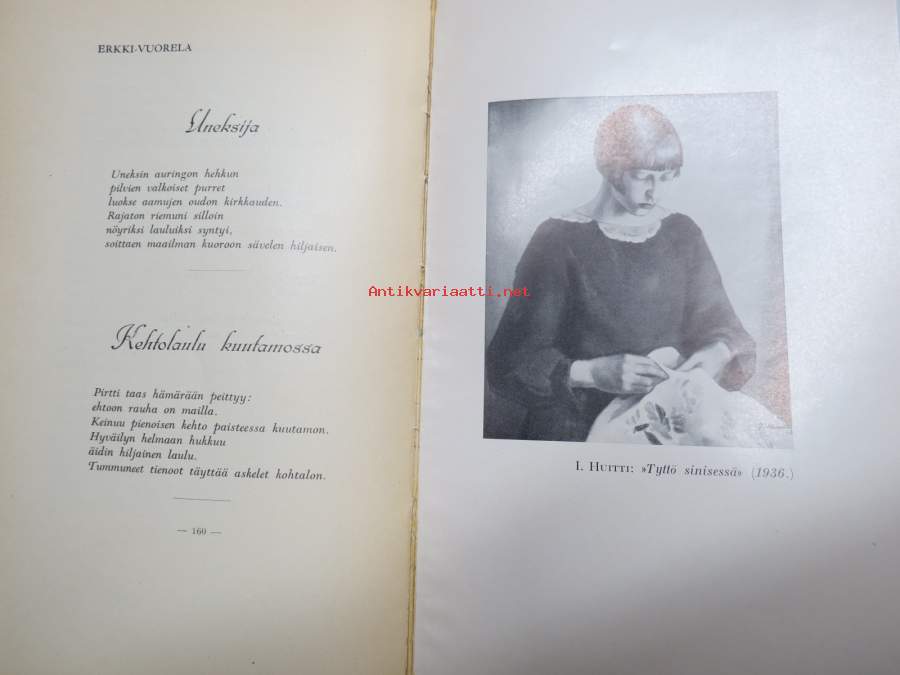 ERKKI-VUORELA
Uneksija
Uneksin auringon hehkun
pilvien valkoiset purret
luokse aamujen oudon kirkkauden.
Rajaton riemuni silloin
nöyriksi lauluiksi syntyi,
soittaen maailman kuoroon sävelen hiljaisen.
Kehtolaulu kuutamossa
Pirtti taas hämärään peittyy:
ehtoon rauha on mailla.
Keinuu pienoisen kehto paisteessa kuutamon.
Hyväilyn helmaan hukkuu
äidin hiljainen laulu.
Tummuneet tienoot täyttää askelet kohtalon.
— 160 —
Antikvariaatti.net
I. HUITTI: »Tyttö sinisessä» (1936.)